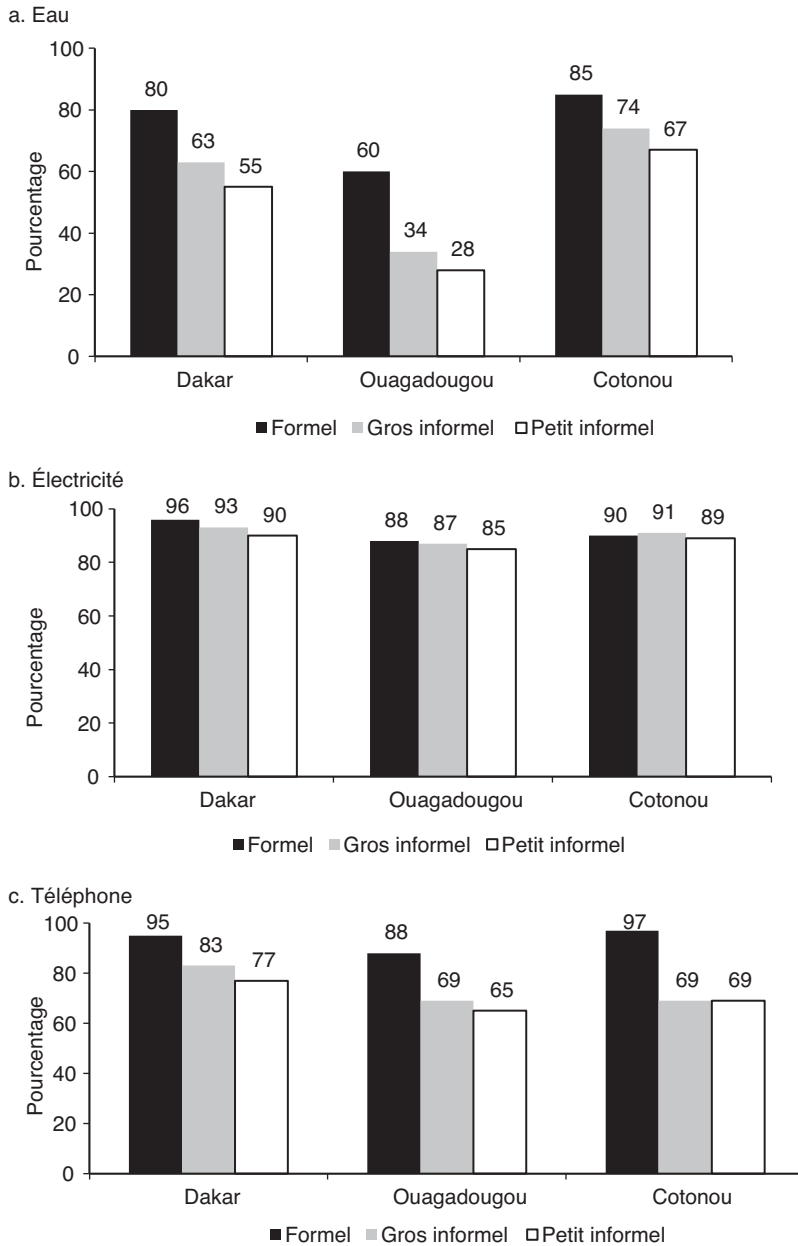 a. Eau
100
80
60
40
20
0
Pourcentage
80 63 55
60 34 28
85 74 67
Dakar Ouagadougou Cotonou
Formel Gros informel Petit informel
b. Électricité
100
80
60
40
20
0
Pourcentage
96 93 90
88 87 85
90 91 89
Dakar Ouagadougou Cotonou
Formel Gros informel Petit informel
c. Téléphone
100
80
60
40
20
0
Pourcentage
95 83 77
88 69 65
97 69 69
Dakar Ouagadougou Cotonou
Formel Gros informel Petit informel